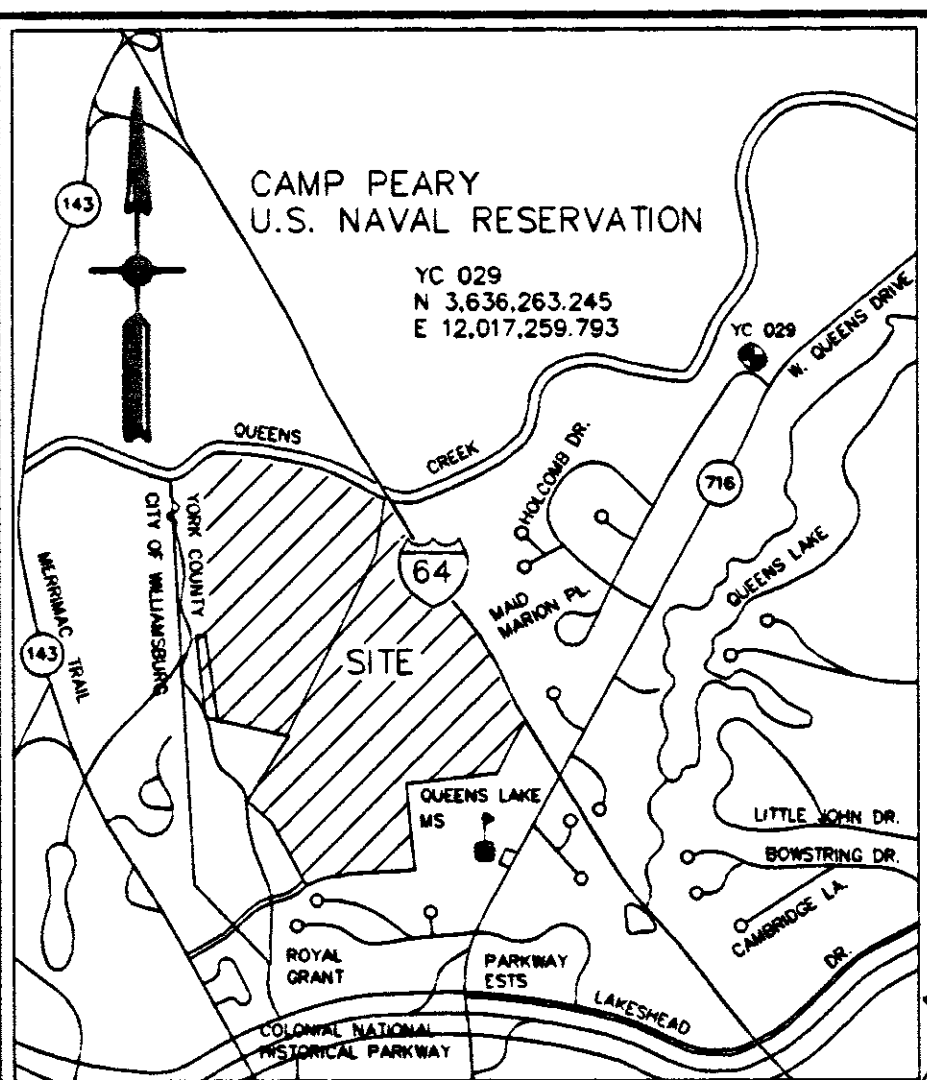 143
CAMP PEARY
U.S. NAVAL RESERVATION
YC 029
N 3,636,263.245
E 12,017,259.793
YC 029
W. QUEENS DRIVE
QUEENS
CREEK
HOLCOMB DR.
716
YORK COUNTY
CITY OF WILLIAMSBURG
64
MAID
MARION PL.
QUEENS LAKE
MERRIMAC TRAIL
143
SITE
QUEENS LAKE
MS
LITTLE JOHN DR.
BOWSTRING DR.
CAMBRIDGE LA.
ROYAL
GRANT
PARKWAY
ESTS
LAKESHEAD DR.
COLONIAL NATIONAL
HISTORICAL PARKWAY